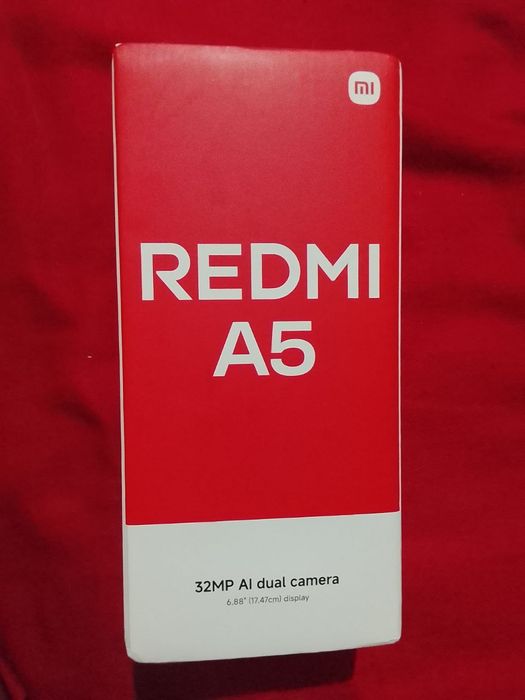 mi
REDMI
A5
32MP AI dual camera
6.88" (17.47cm) display